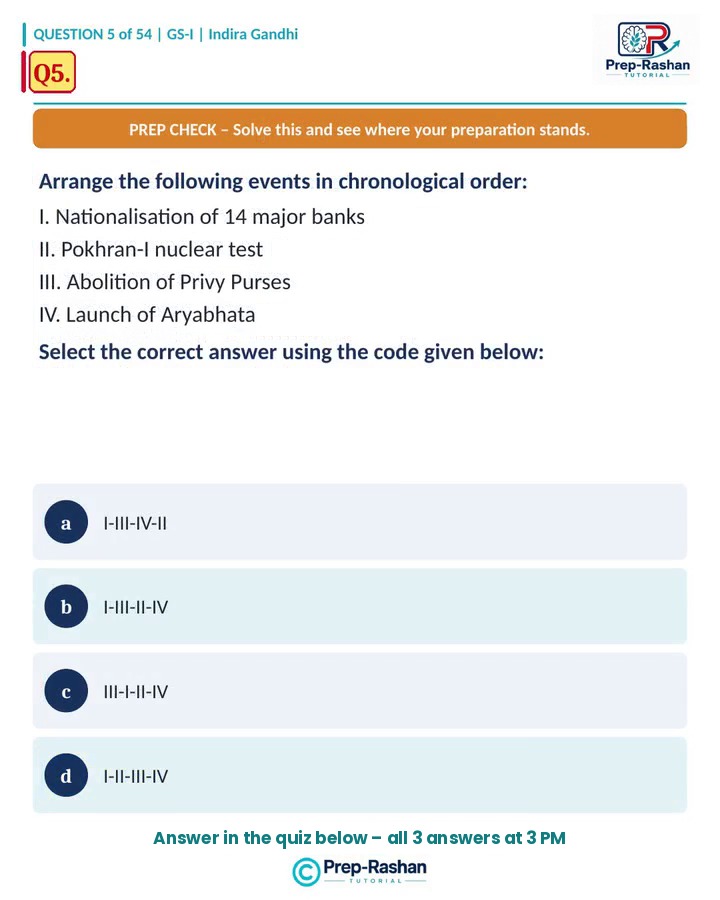 QUESTION 5 of 54 | GS-I | Indira Gandhi
Prep-Rashan
TUTORIAL
Q5.
PREP CHECK – Solve this and see where your preparation stands.
Arrange the following events in chronological order:
I. Nationalisation of 14 major banks
II. Pokhran-I nuclear test
III. Abolition of Privy Purses
IV. Launch of Aryabhata
Select the correct answer using the code given below:
a I-III-IV-II
b I-III-II-IV
c III-I-II-IV
d I-II-III-IV
Answer in the quiz below – all 3 answers at 3 PM
© Prep-Rashan
TUTORIAL